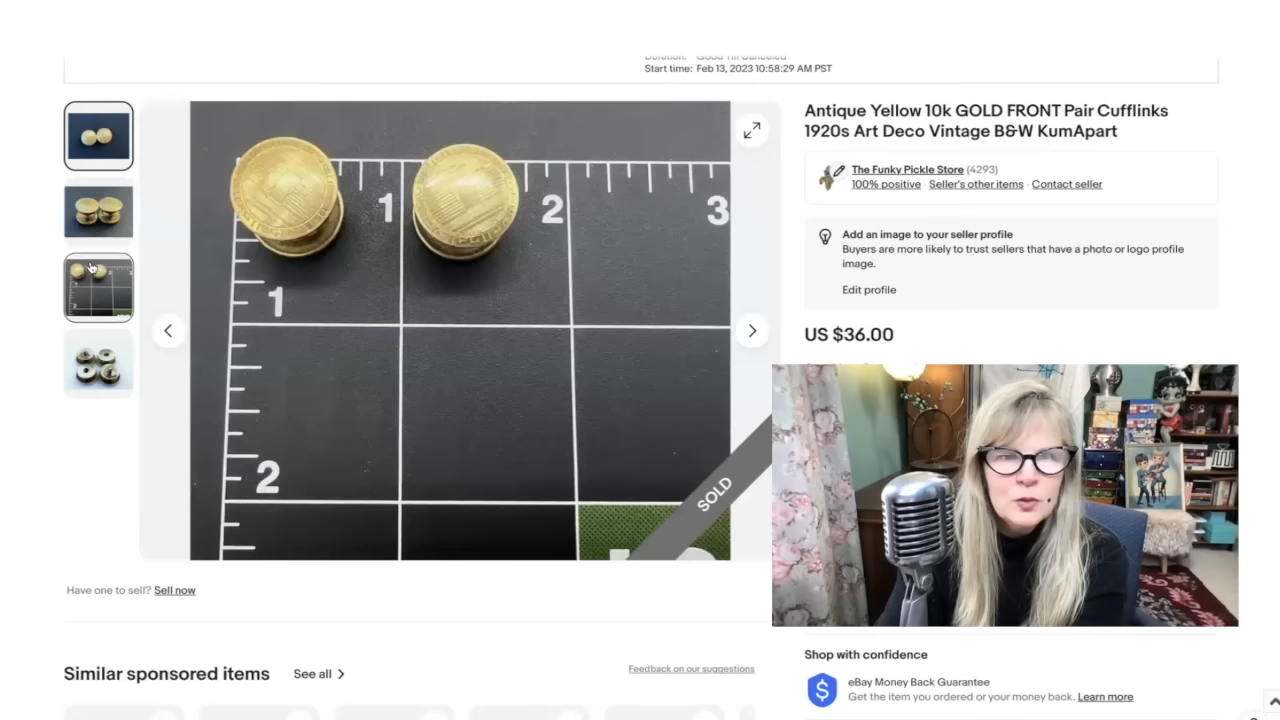 Duration: Good 'Til Canceled
Start time: Feb 13, 2023 10:58:29 AM PST
Antique Yellow 10k GOLD FRONT Pair Cufflinks
1920s Art Deco Vintage B&W KumApart
The Funky Pickle Store (4293)
100% positive · Seller's other items · Contact seller
Add an image to your seller profile
Buyers are more likely to trust sellers that have a photo or logo profile
image.
Edit profile
US $36.00
1 2 3
1
2
SOLD
Have one to sell? Sell now
Similar sponsored items See all
Feedback on our suggestions
Shop with confidence
eBay Money Back Guarantee
Get the item you ordered or your money back. Learn more